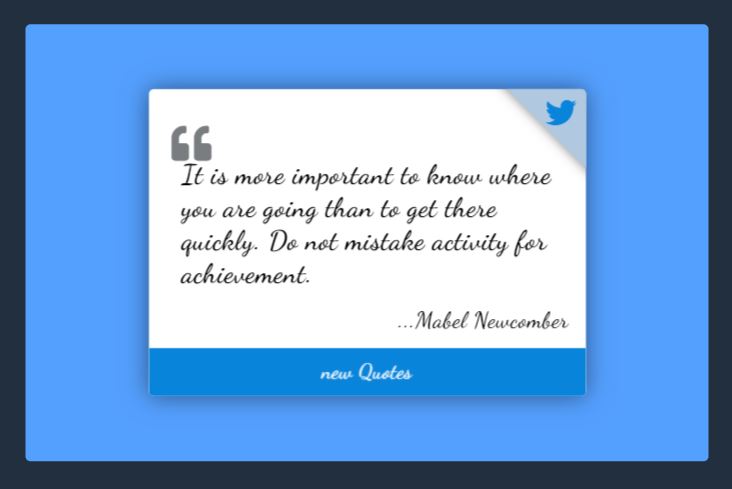 It is more important to know where
you are going than to get there
quickly. Do not mistake activity for
achievement.
...Mabel Newcomber
new Quotes